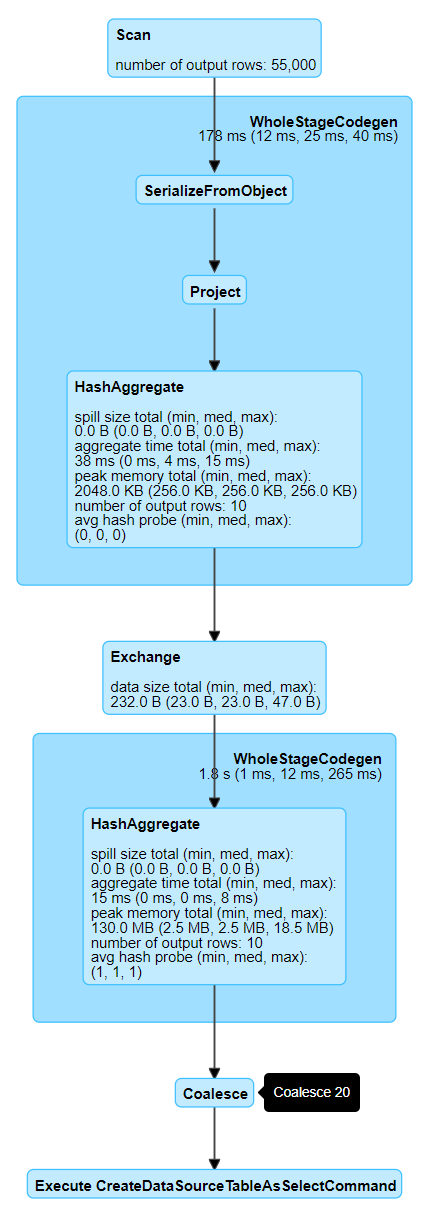 Scan
number of output rows: 55,000
WholeStageCodegen
178 ms (12 ms, 25 ms, 40 ms)
SerializeFromObject
Project
HashAggregate
spill size total (min, med, max):
0.0 B (0.0 B, 0.0 B, 0.0 B)
aggregate time total (min, med, max):
38 ms (0 ms, 4 ms, 15 ms)
peak memory total (min, med, max):
2048.0 KB (256.0 KB, 256.0 KB, 256.0 KB)
number of output rows: 10
avg hash probe (min, med, max):
(0, 0, 0)
Exchange
data size total (min, med, max):
232.0 B (23.0 B, 23.0 B, 47.0 B)
WholeStageCodegen
1.8 s (1 ms, 12 ms, 265 ms)
HashAggregate
spill size total (min, med, max):
0.0 B (0.0 B, 0.0 B, 0.0 B)
aggregate time total (min, med, max):
15 ms (0 ms, 0 ms, 8 ms)
peak memory total (min, med, max):
130.0 MB (2.5 MB, 2.5 MB, 18.5 MB)
number of output rows: 10
avg hash probe (min, med, max):
(1, 1, 1)
Coalesce
Coalesce 20
Execute CreateDataSourceTableAsSelectCommand